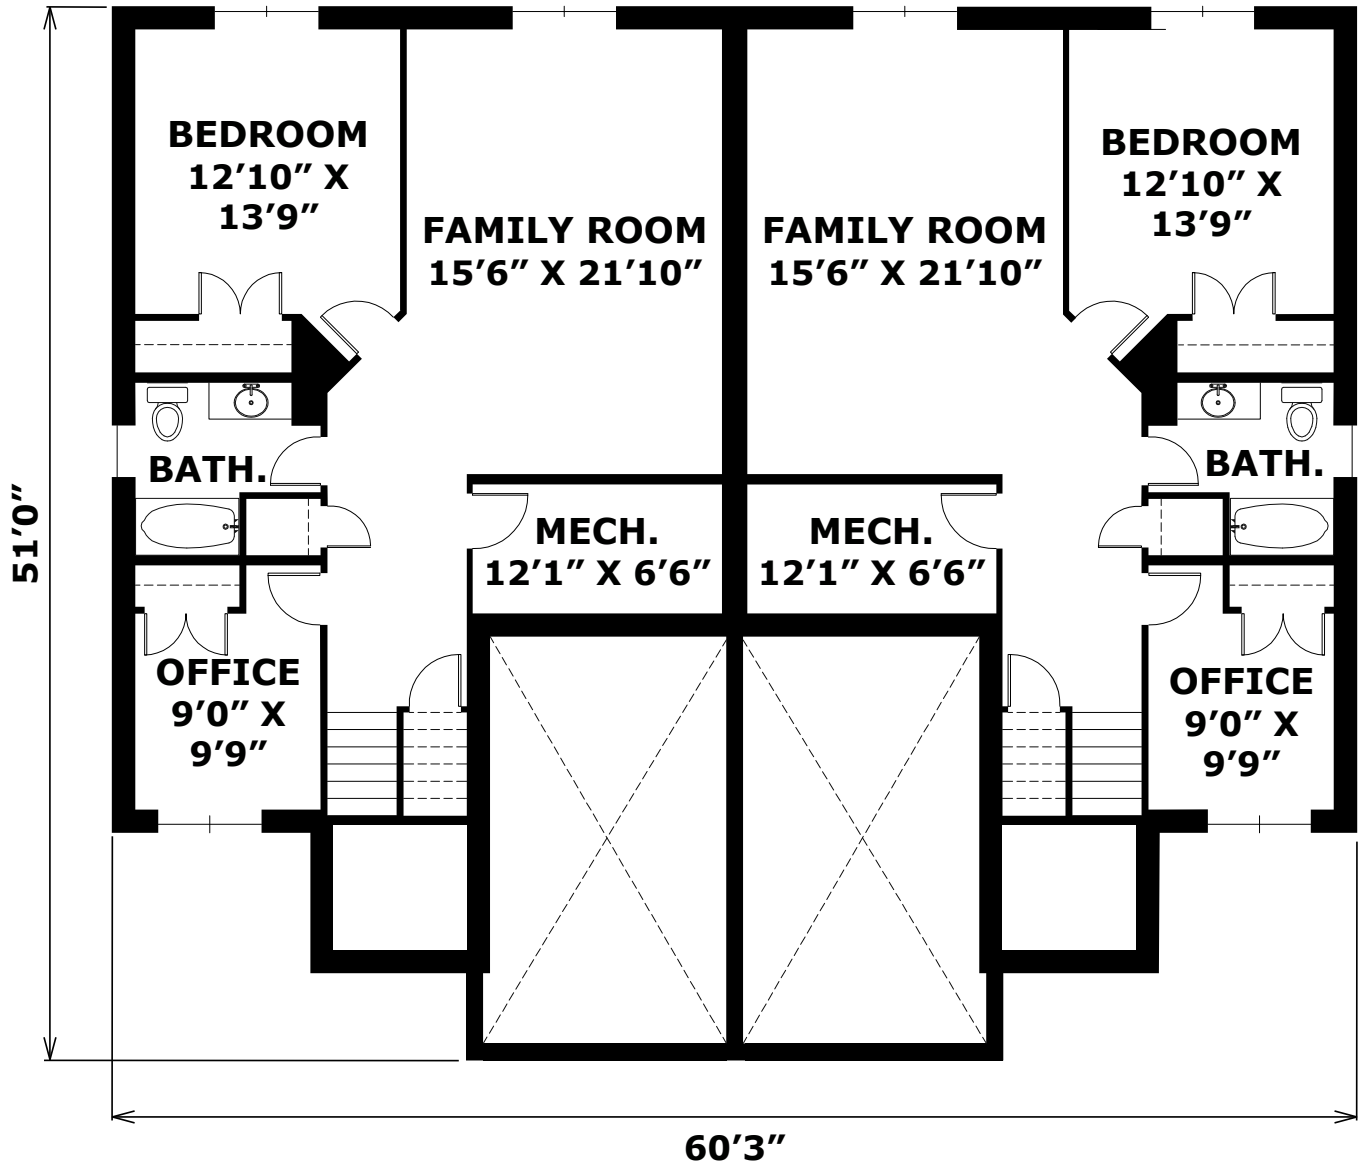 BEDROOM
12’10” X
13’9”
BEDROOM
12’10” X
13’9”
FAMILY ROOM
15’6” X 21’10”
FAMILY ROOM
15’6” X 21’10”
BATH.
BATH.
MECH.
12’1” X 6’6”
MECH.
12’1” X 6’6”
51’0”
OFFICE
9’0” X
9’9”
OFFICE
9’0” X
9’9”
60’3”